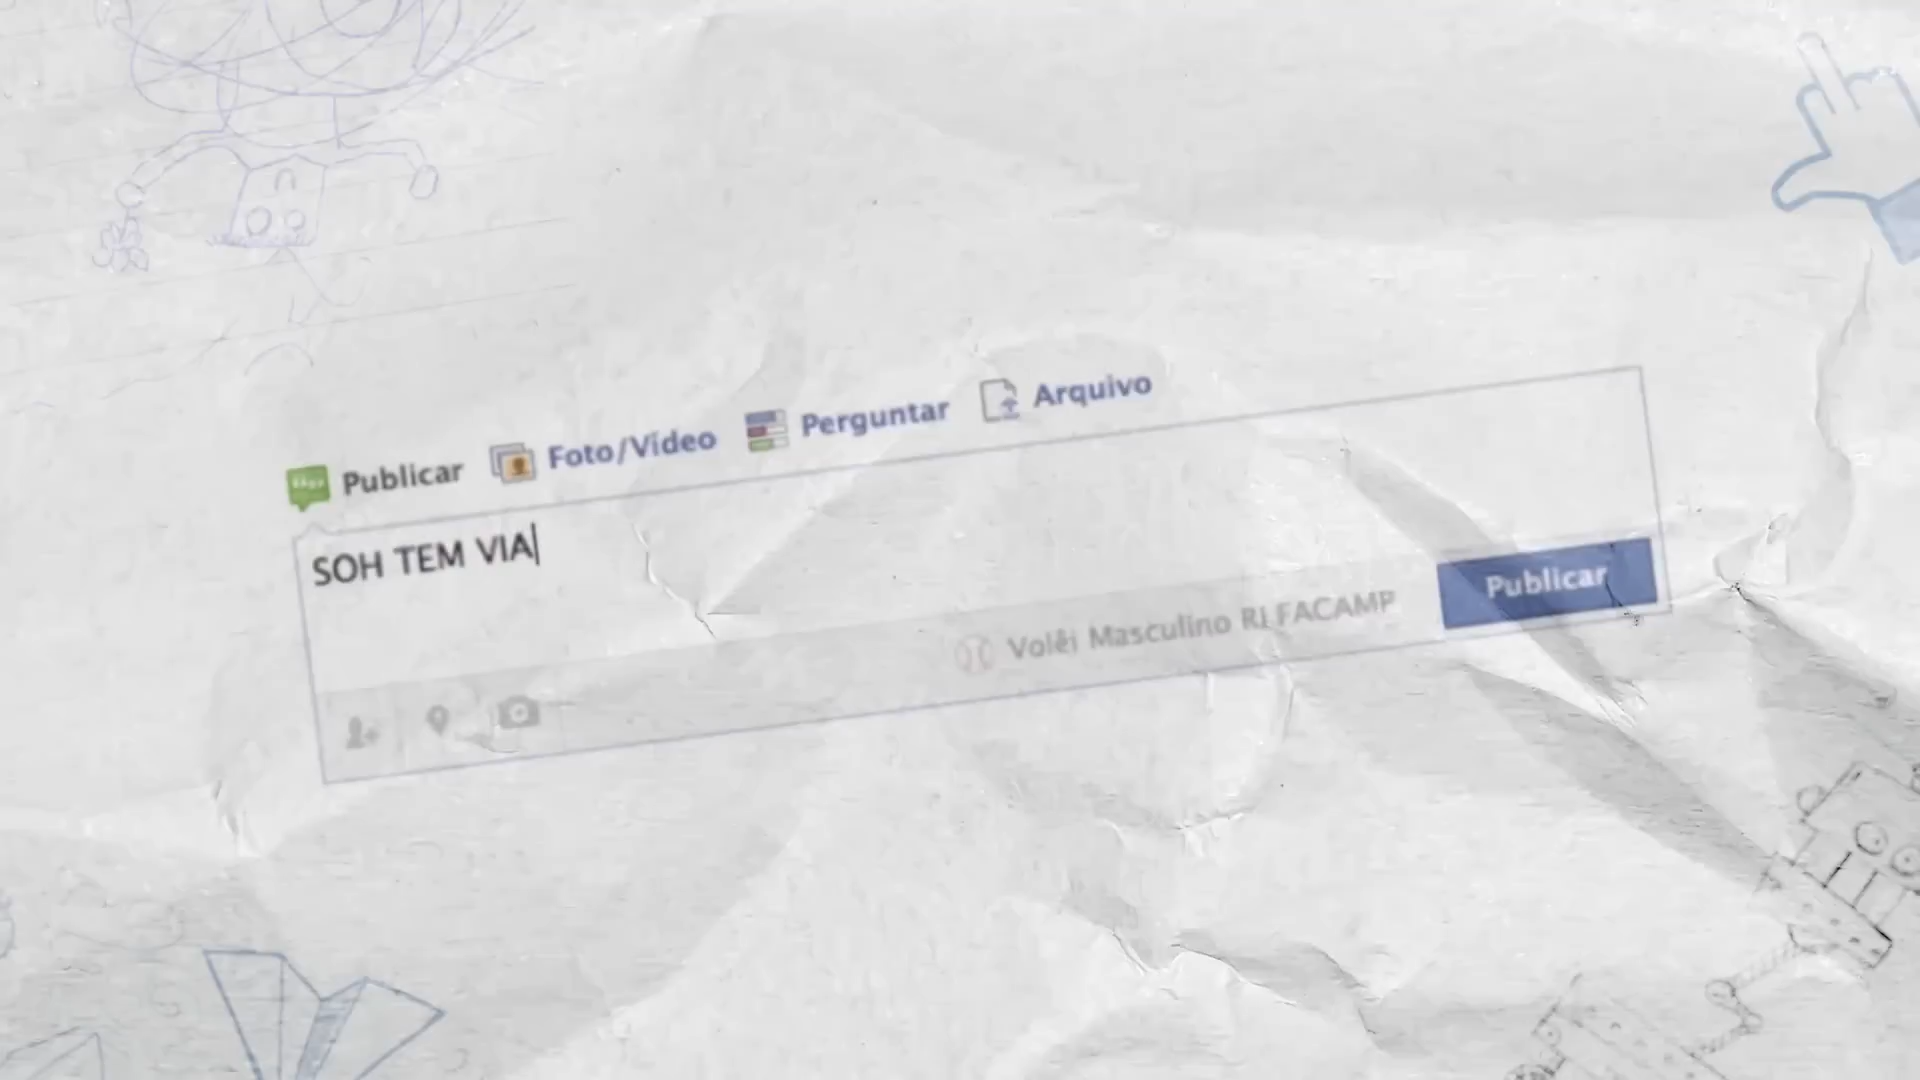 Publicar Foto/Vídeo Perguntar Arquivo
SOH TEM VIA
Volêi Masculino RI FACAMP Publicar